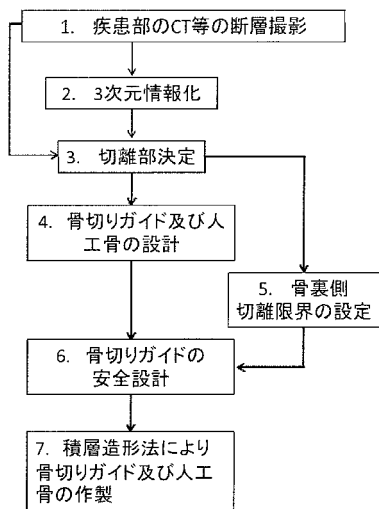 1. 疾患部のCT等の断層撮影
2. 3次元情報化
3. 切離部決定
4. 骨切りガイド及び人
工骨の設計
5. 骨裏側
切離限界の設定
6. 骨切りガイドの
安全設計
7. 積層造形法により
骨切りガイド及び人工
骨の作製